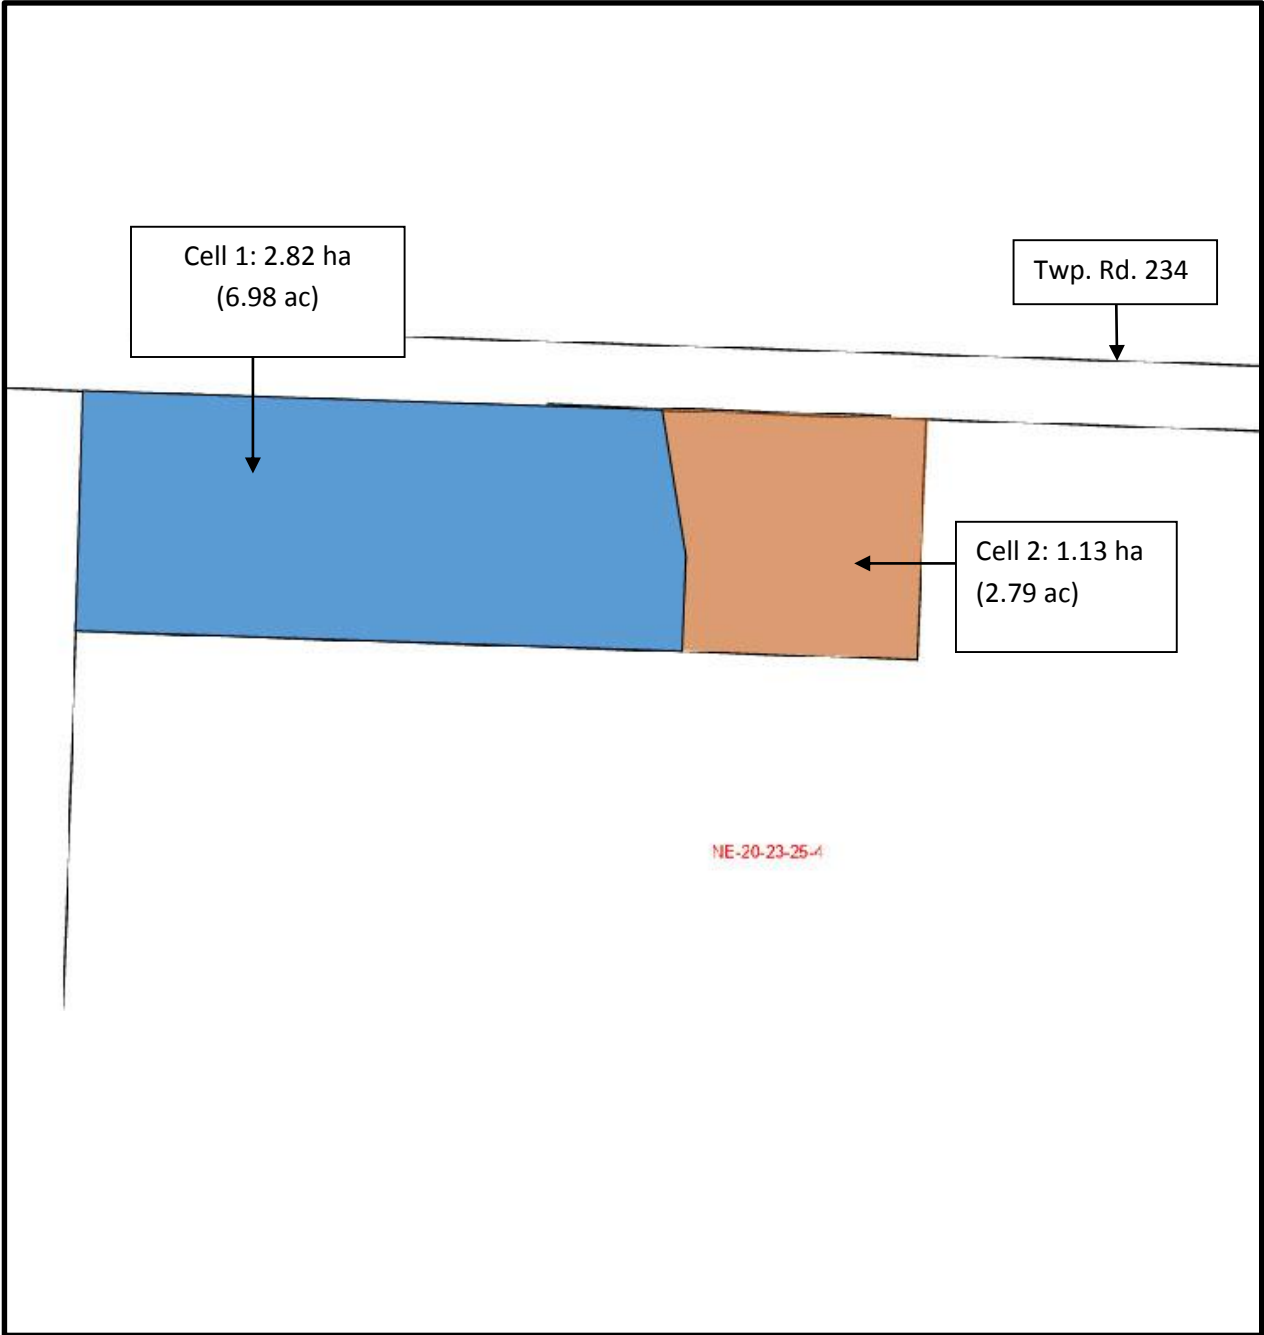 Cell 1: 2.82 ha
(6.98 ac)
Twp. Rd. 234
Cell 2: 1.13 ha
(2.79 ac)
NE-20-23-25-4